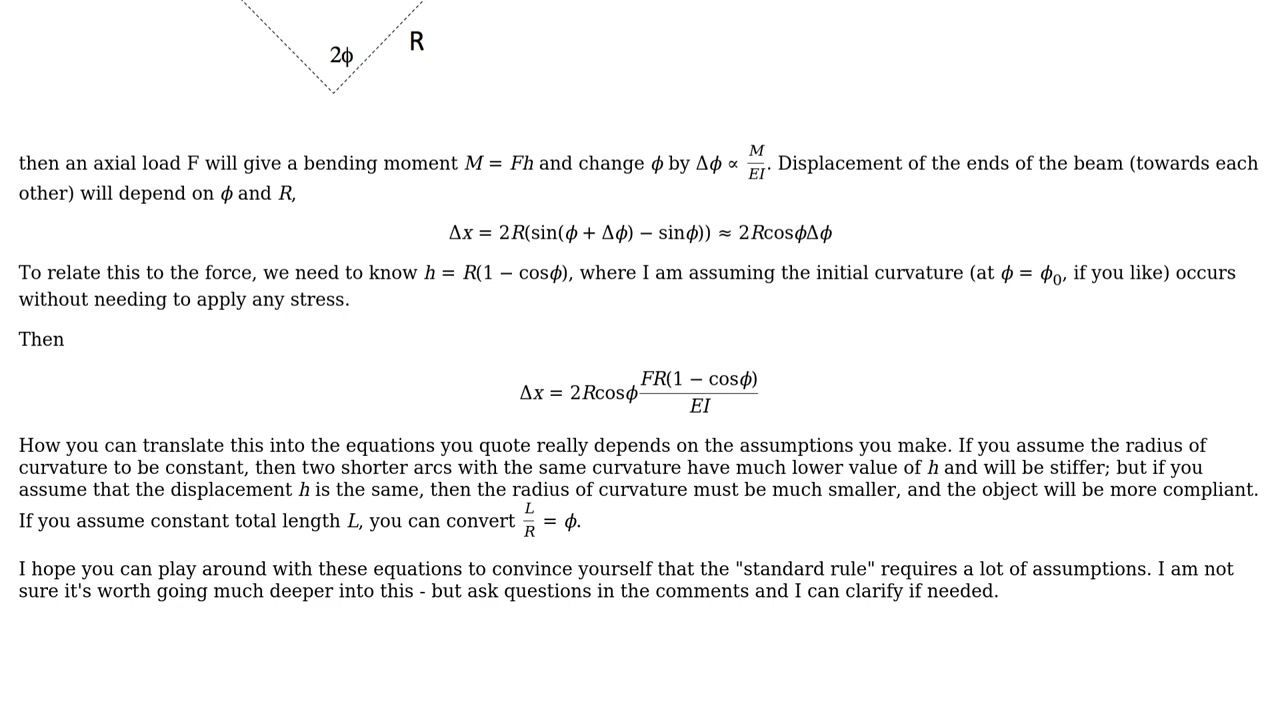 2ϕ
R
then an axial load F will give a bending moment M = Fh and change ϕ by Δϕ ∝ M/EI. Displacement of the ends of the beam (towards each
other) will depend on ϕ and R,
Δx = 2R(sin(ϕ + Δϕ) − sinϕ)) ≈ 2RcosϕΔϕ
To relate this to the force, we need to know h = R(1 − cosϕ), where I am assuming the initial curvature (at ϕ = ϕ₀, if you like) occurs
without needing to apply any stress.
Then
Δx = 2Rcosϕ FR(1 − cosϕ)/EI
How you can translate this into the equations you quote really depends on the assumptions you make. If you assume the radius of
curvature to be constant, then two shorter arcs with the same curvature have much lower value of h and will be stiffer; but if you
assume that the displacement h is the same, then the radius of curvature must be much smaller, and the object will be more compliant.
If you assume constant total length L, you can convert L/R = ϕ.
I hope you can play around with these equations to convince yourself that the "standard rule" requires a lot of assumptions. I am not
sure it's worth going much deeper into this - but ask questions in the comments and I can clarify if needed.